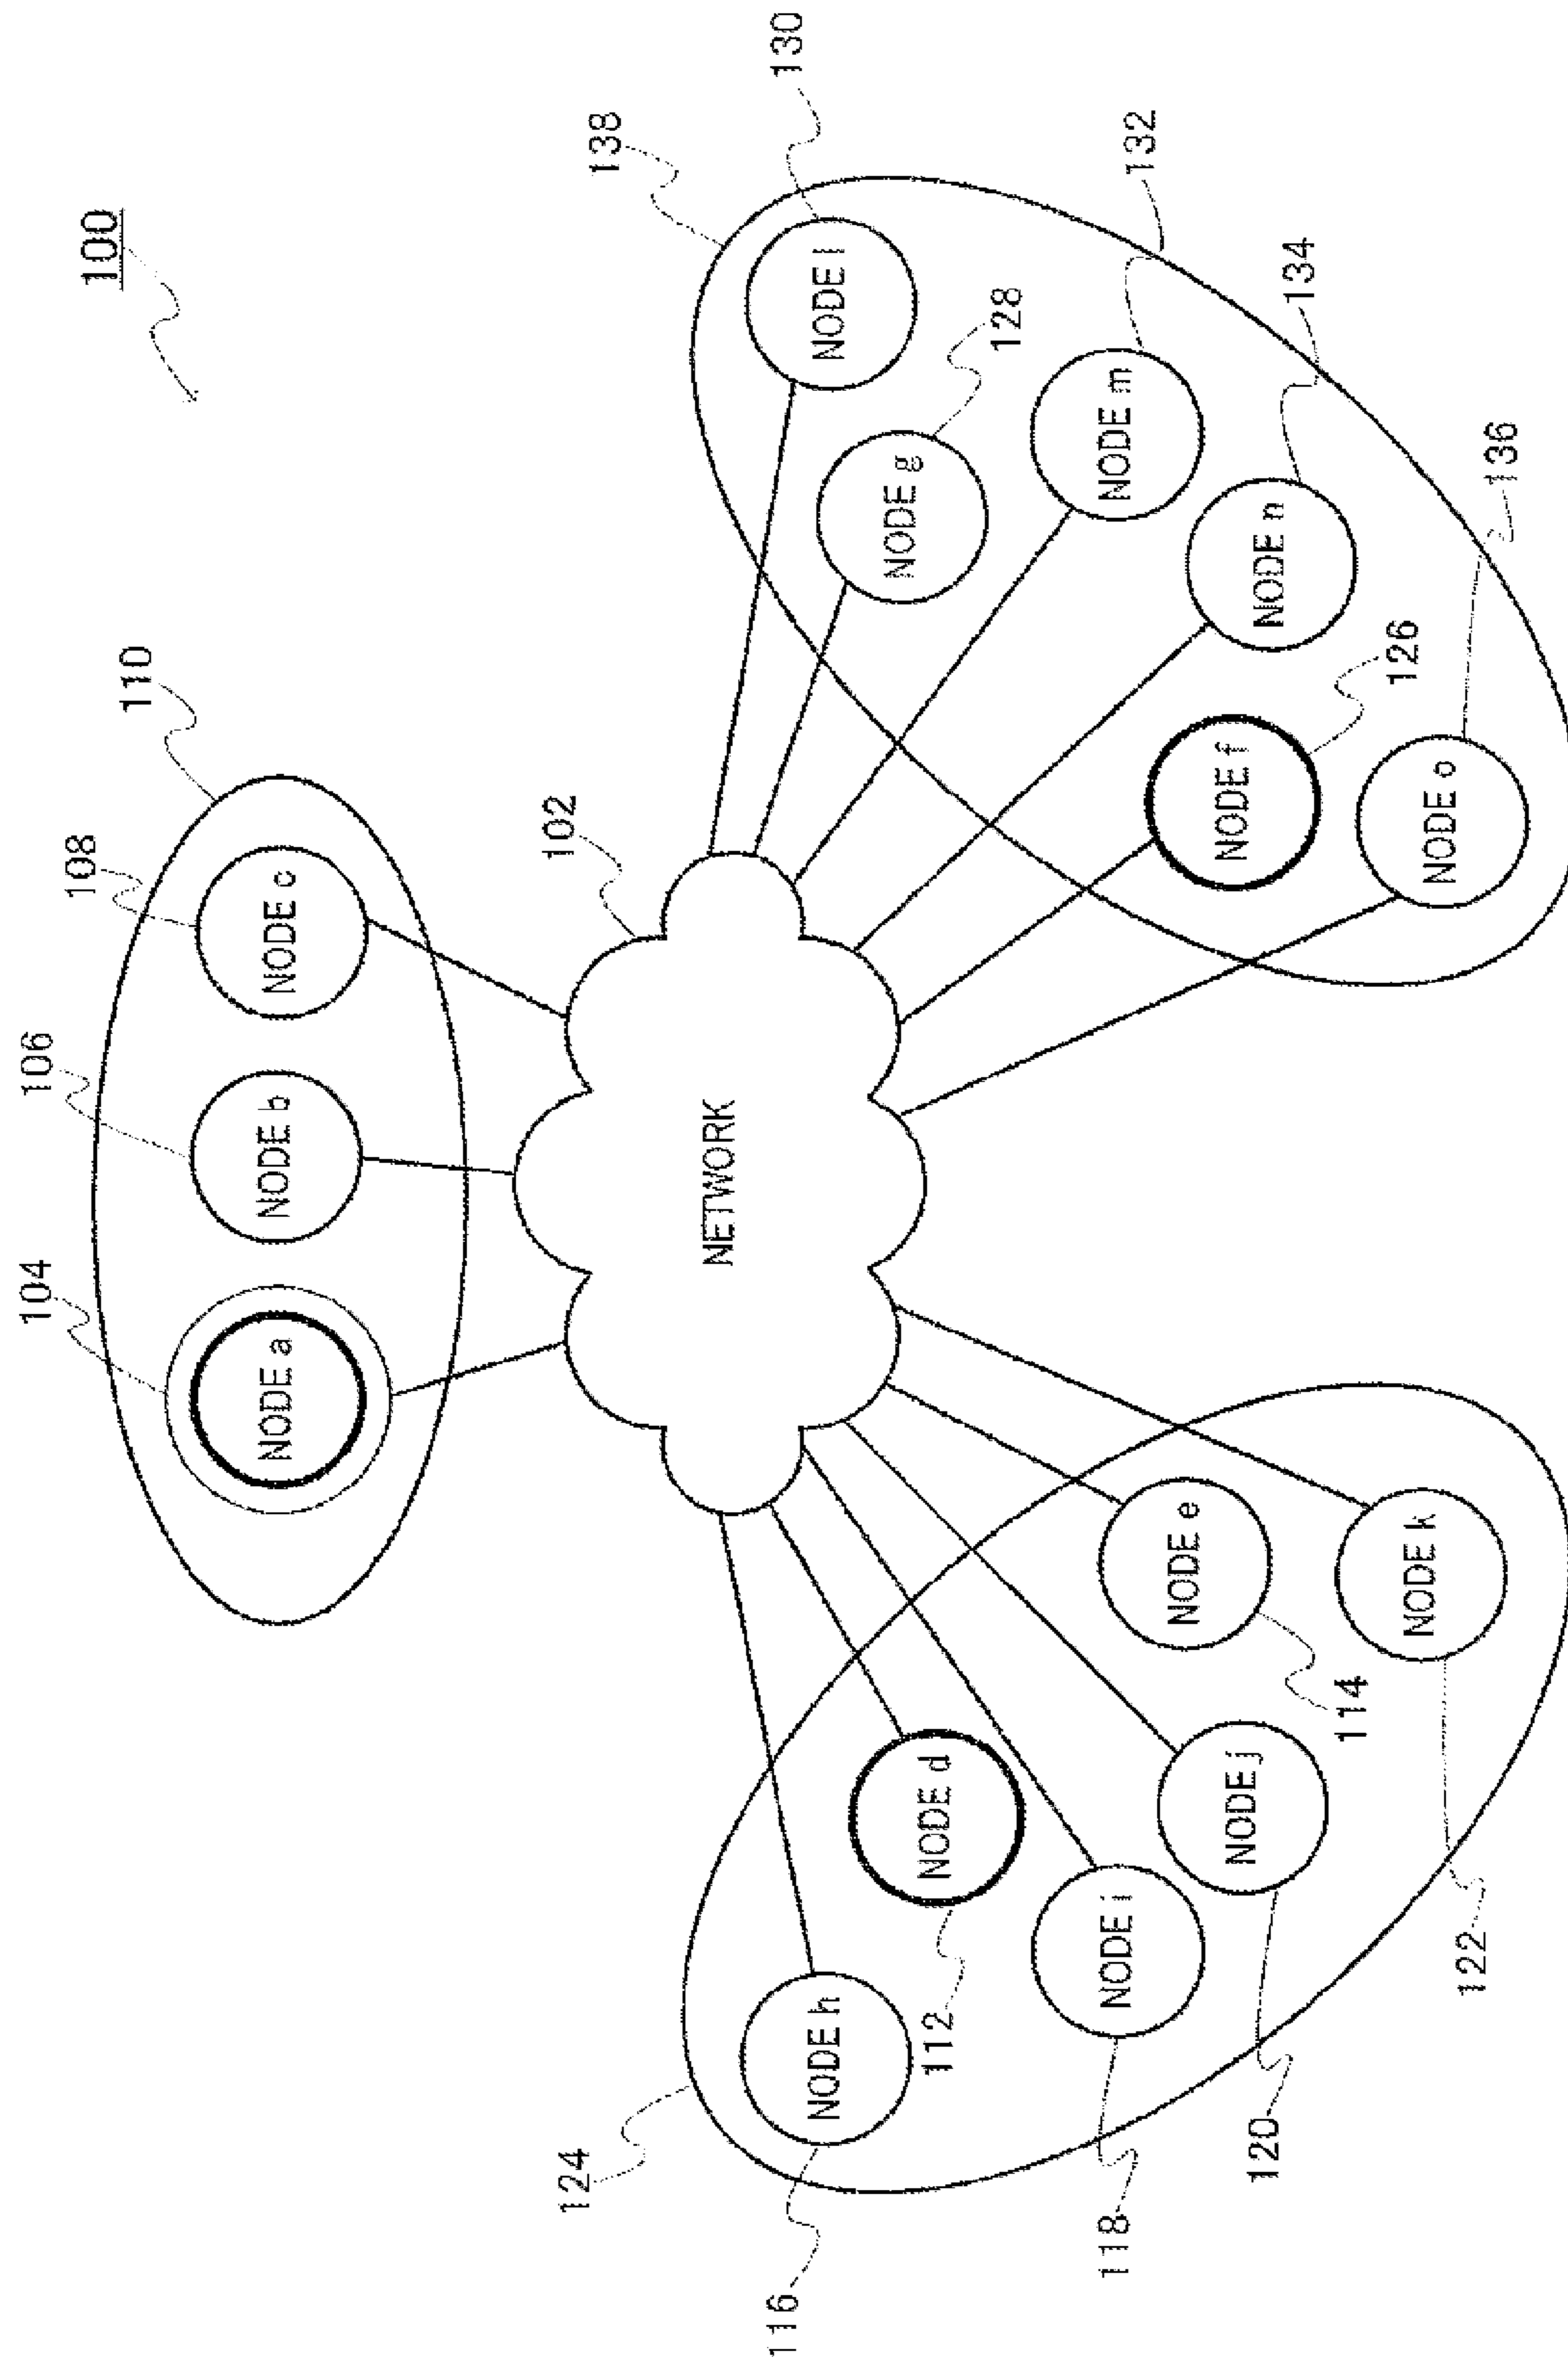 100
104
106
108
110
NODE a
NODE b
NODE c
102
NETWORK
124
138
NODE h
NODE d
NODE g
NODE l
116
112
128
130
NODE i
NODE e
NODE m
118
114
132
NODE j
NODE f
NODE n
120
126
134
NODE k
NODE o
122
136